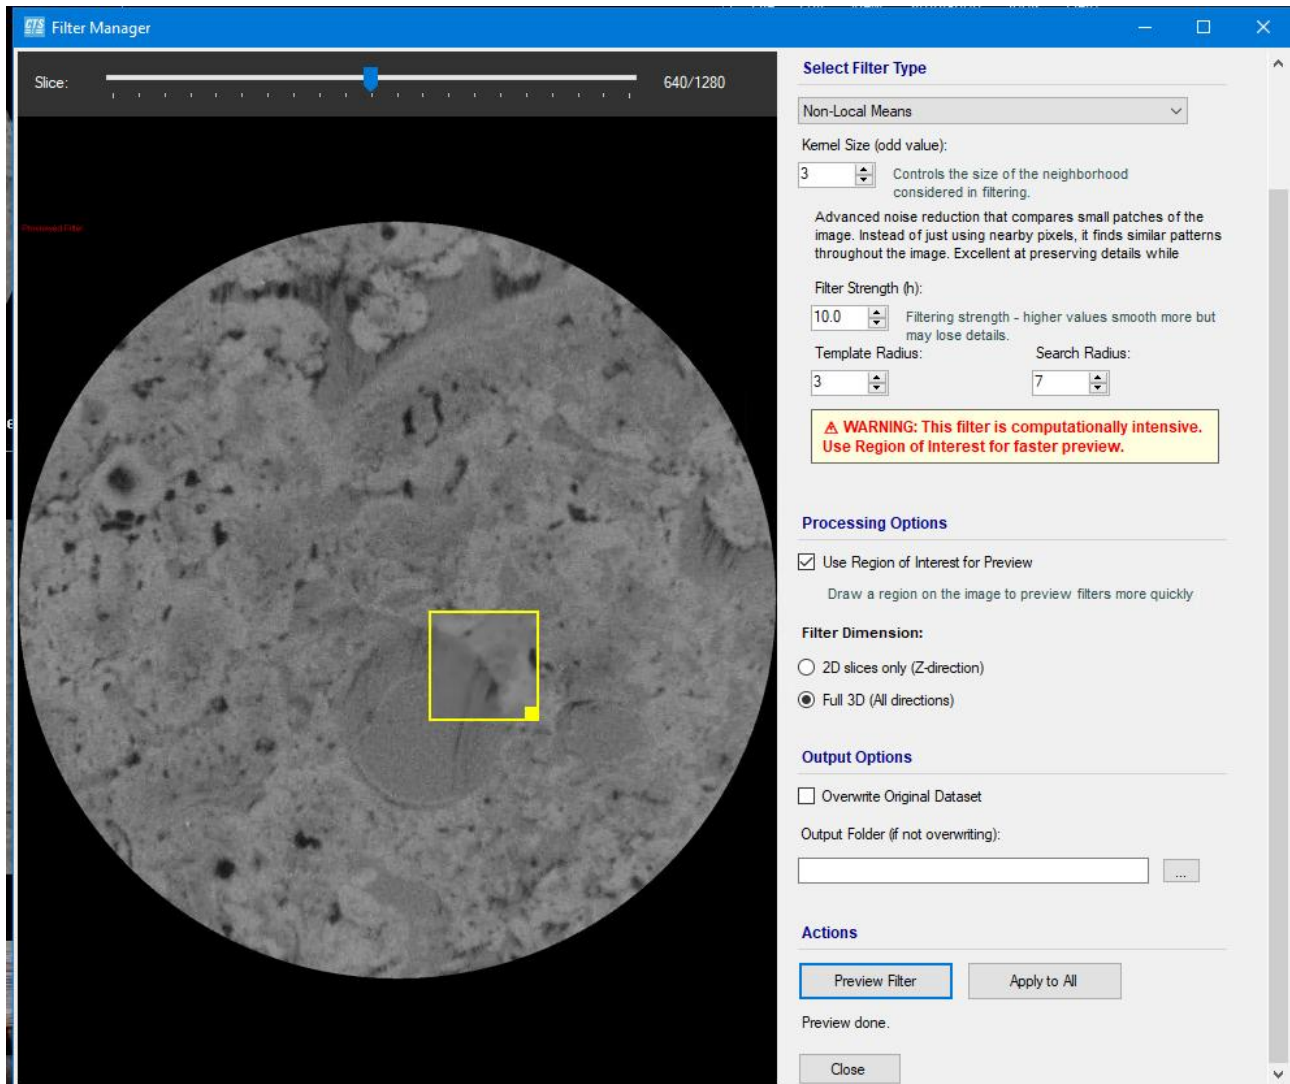 CTS Filter Manager
Slice:
640/1280
Processed Filter
Select Filter Type
Non-Local Means
Kernel Size (odd value):
3
Controls the size of the neighborhood
considered in filtering.
Advanced noise reduction that compares small patches of the
image. Instead of just using nearby pixels, it finds similar patterns
throughout the image. Excellent at preserving details while
Filter Strength (h):
10.0
Filtering strength - higher values smooth more but
may lose details.
Template Radius: Search Radius:
3 7
⚠ WARNING: This filter is computationally intensive.
Use Region of Interest for faster preview.
Processing Options
Use Region of Interest for Preview
Draw a region on the image to preview filters more quickly
Filter Dimension:
2D slices only (Z-direction)
Full 3D (All directions)
Output Options
Overwrite Original Dataset
Output Folder (if not overwriting):
...
Actions
Preview Filter Apply to All
Preview done.
Close